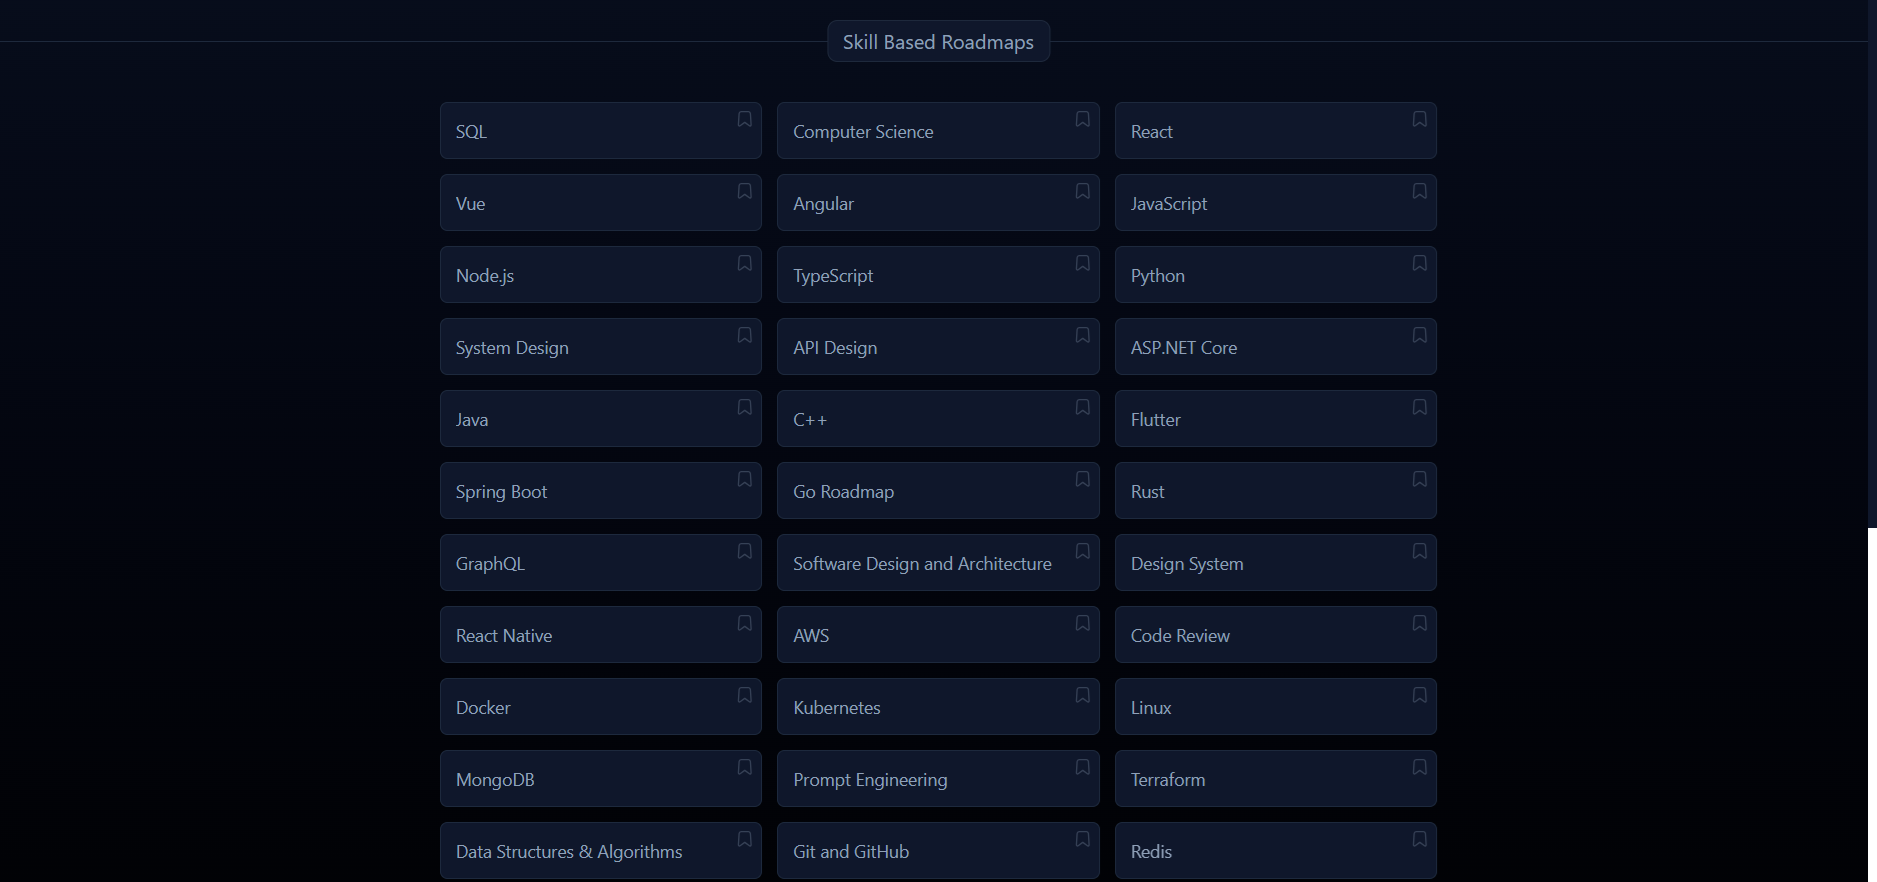 Skill Based Roadmaps
SQL
Computer Science
React
Vue
Angular
JavaScript
Node.js
TypeScript
Python
System Design
API Design
ASP.NET Core
Java
C++
Flutter
Spring Boot
Go Roadmap
Rust
GraphQL
Software Design and Architecture
Design System
React Native
AWS
Code Review
Docker
Kubernetes
Linux
MongoDB
Prompt Engineering
Terraform
Data Structures & Algorithms
Git and GitHub
Redis